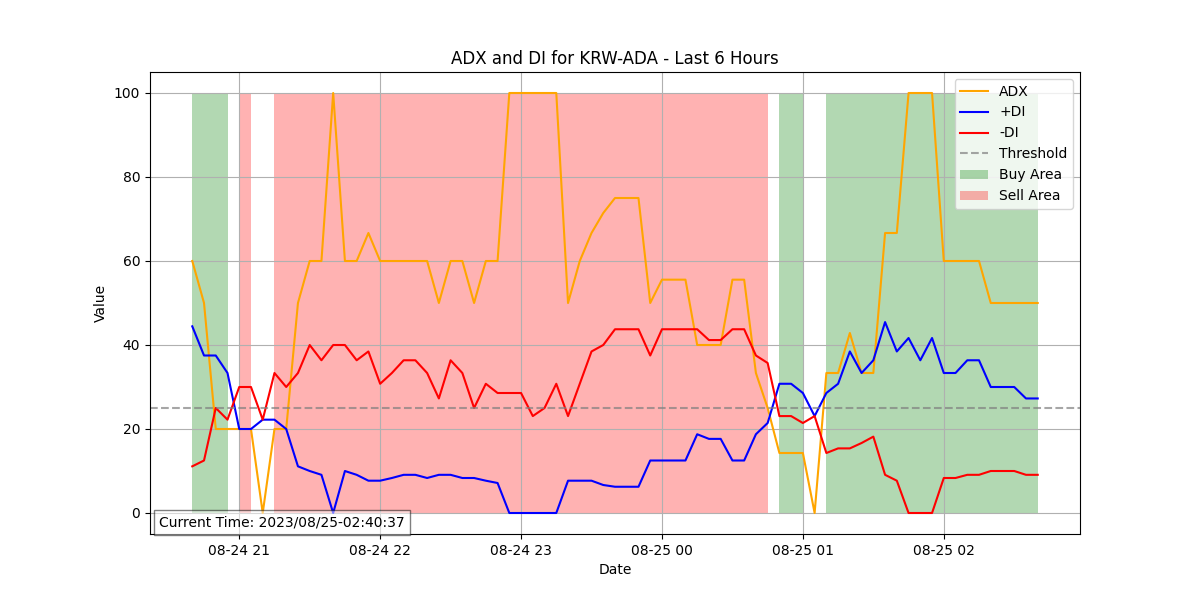 ADX and DI for KRW-ADA - Last 6 Hours
100
80
60
40
20
0
Value
ADX
+DI
-DI
Threshold
Buy Area
Sell Area
Current Time: 2023/08/25-02:40:37
08-24 21
08-24 22
08-24 23
08-25 00
08-25 01
08-25 02
Date